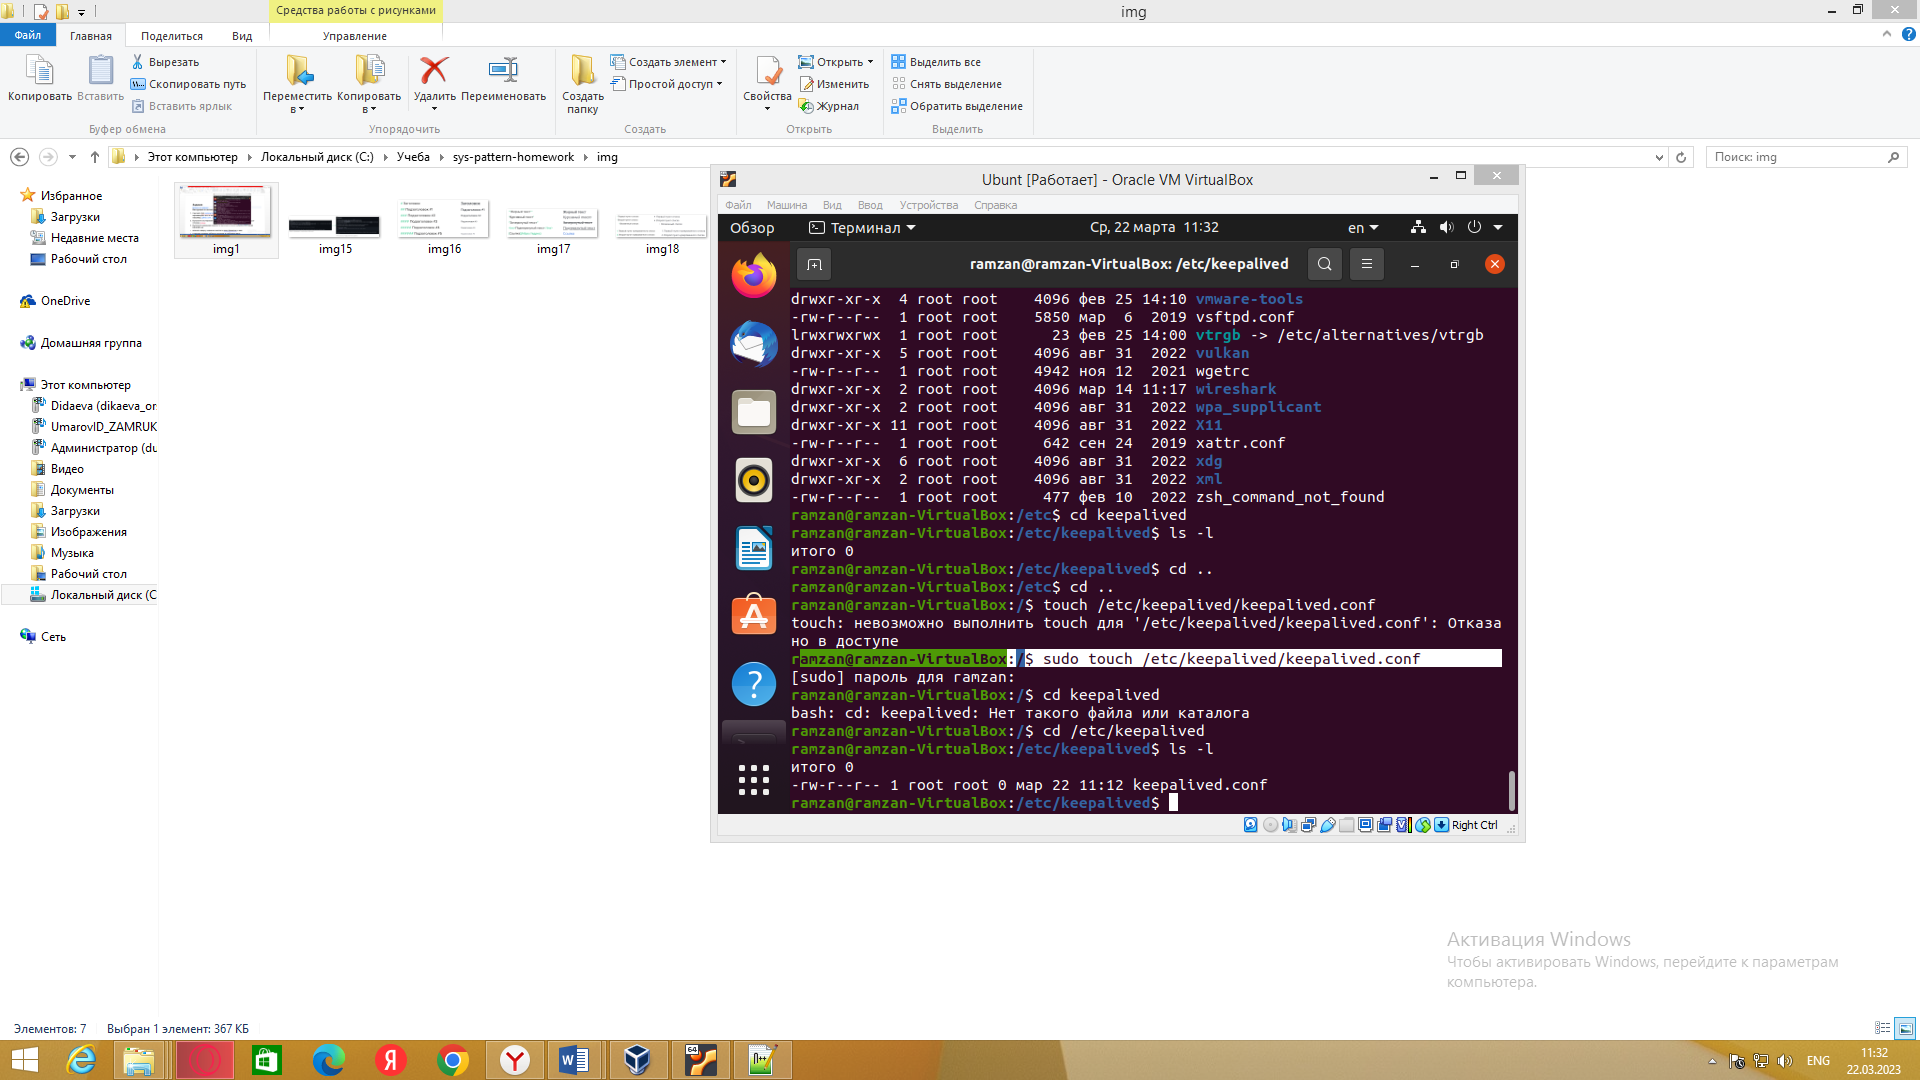 Средства работы с рисунками
img
Файл
Главная
Поделиться
Вид
Управление
Копировать
Вставить
Вырезать
Скопировать путь
Вставить ярлык
Буфер обмена
Переместить в
Копировать в
Удалить
Переименовать
Упорядочить
Создать папку
Создать элемент
Простой доступ
Создать
Свойства
Открыть
Изменить
Журнал
Открыть
Выделить все
Снять выделение
Обратить выделение
Выделить
Этот компьютер
Локальный диск (C:)
Учеба
sys-pattern-homework
img
Поиск: img
Избранное
Загрузки
Недавние места
Рабочий стол
OneDrive
Домашняя группа
Этот компьютер
Didaeva (dikaeva_or
UmarovID_ZAMRUK
Администратор (du
Видео
Документы
Загрузки
Изображения
Музыка
Рабочий стол
Локальный диск (C
Сеть
img1
img15
img16
img17
img18
Ubunt [Работает] - Oracle VM VirtualBox
Файл Машина Вид Ввод Устройства Справка
Обзор
Терминал
Ср, 22 марта 11:32
en
ramzan@ramzan-VirtualBox: /etc/keepalived
drwxr-xr-x 4 root root 4096 фев 25 14:10 vmware-tools
-rw-r--r-- 1 root root 5850 мар 6 2019 vsftpd.conf
lrwxrwxrwx 1 root root 23 фев 25 14:00 vtrgb -> /etc/alternatives/vtrgb
drwxr-xr-x 5 root root 4096 авг 31 2022 vulkan
-rw-r--r-- 1 root root 4942 ноя 12 2021 wgetrc
drwxr-xr-x 2 root root 4096 мар 14 11:17 wireshark
drwxr-xr-x 2 root root 4096 авг 31 2022 wpa_supplicant
drwxr-xr-x 11 root root 4096 авг 31 2022 X11
-rw-r--r-- 1 root root 642 сен 24 2019 xattr.conf
drwxr-xr-x 6 root root 4096 авг 31 2022 xdg
drwxr-xr-x 2 root root 4096 авг 31 2022 xml
-rw-r--r-- 1 root root 477 фев 10 2022 zsh_command_not_found
ramzan@ramzan-VirtualBox:/etc$ cd keepalived
ramzan@ramzan-VirtualBox:/etc/keepalived$ ls -l
итого 0
ramzan@ramzan-VirtualBox:/etc/keepalived$ cd ..
ramzan@ramzan-VirtualBox:/etc$ cd ..
ramzan@ramzan-VirtualBox:/$ touch /etc/keepalived/keepalived.conf
touch: невозможно выполнить touch для '/etc/keepalived/keepalived.conf': Отказа
но в доступе
ramzan@ramzan-VirtualBox:/$ sudo touch /etc/keepalived/keepalived.conf
[sudo] пароль для ramzan:
ramzan@ramzan-VirtualBox:/$ cd keepalived
bash: cd: keepalived: Нет такого файла или каталога
ramzan@ramzan-VirtualBox:/$ cd /etc/keepalived
ramzan@ramzan-VirtualBox:/etc/keepalived$ ls -l
итого 0
-rw-r--r-- 1 root root 0 мар 22 11:12 keepalived.conf
ramzan@ramzan-VirtualBox:/etc/keepalived$
Right Ctrl
Активация Windows
Чтобы активировать Windows, перейдите к параметрам
компьютера.
Элементов: 7 Выбран 1 элемент: 367 КБ
ENG
11:32
22.03.2023